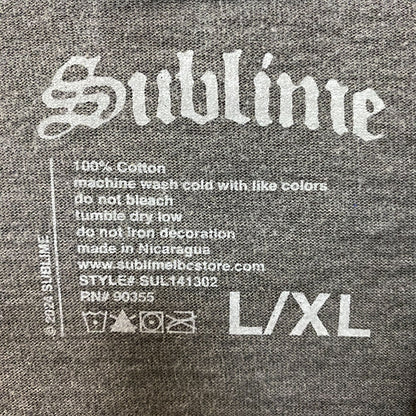 Sublime
100% Cotton
machine wash cold with like colors
do not bleach
tumble dry low
do not iron decoration
made in Nicaragua
www.sublimelbcstore.com
STYLE# SUL141302
RN# 90355
L/XL
© 2024 SUBLIME